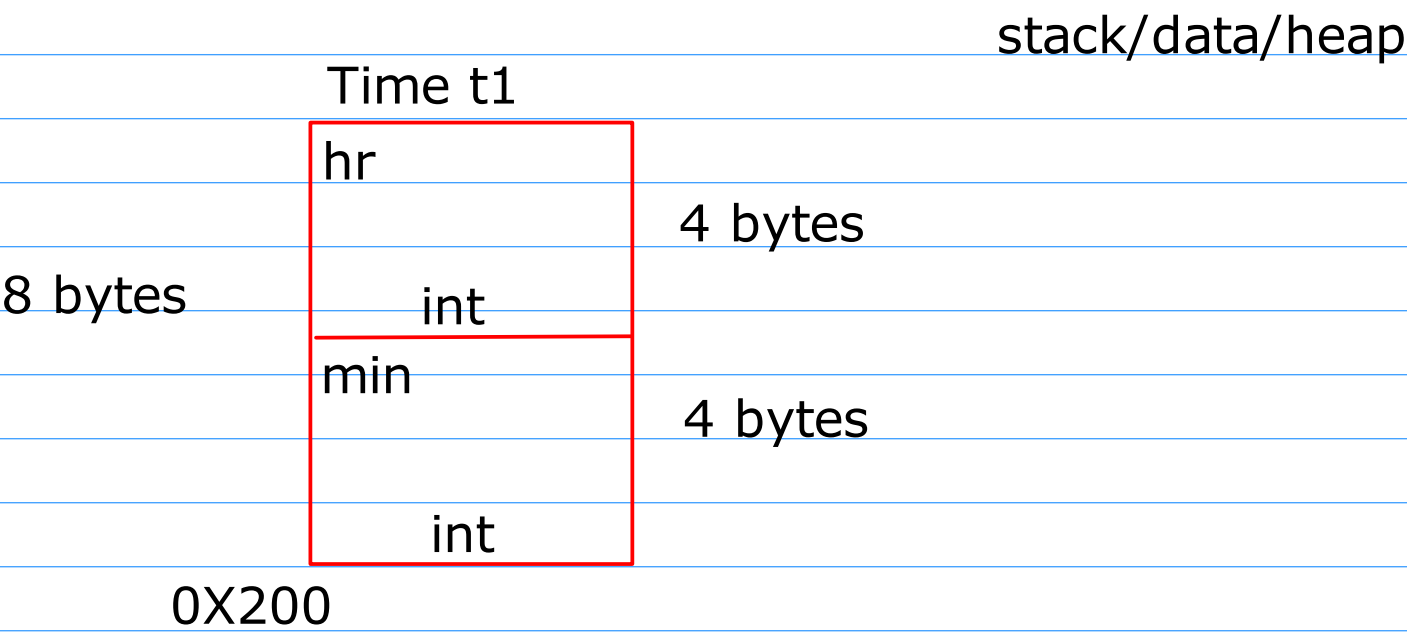 stack/data/heap
Time t1
hr
4 bytes
8 bytes
int
min
4 bytes
int
0X200